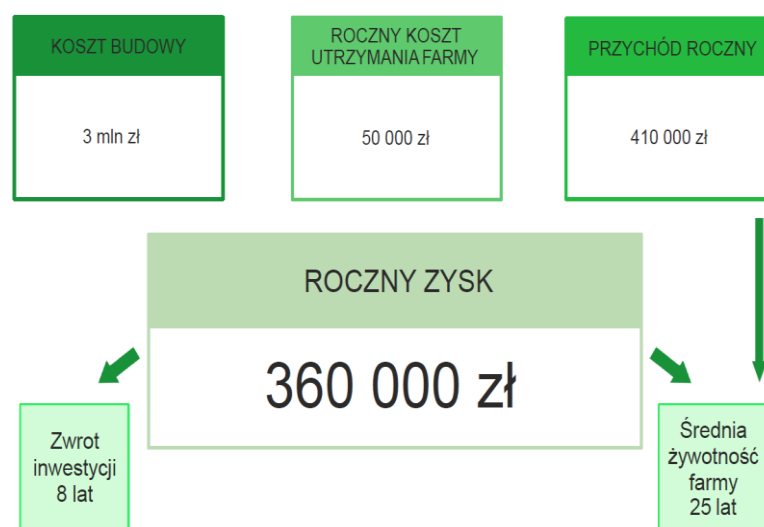 KOSZT BUDOWY
3 mln zł
ROCZNY KOSZT
UTRZYMANIA FARMY
50 000 zł
PRZYCHÓD ROCZNY
410 000 zł
ROCZNY ZYSK
360 000 zł
Zwrot
inwestycji
8 lat
Średnia
żywotność
farmy
25 lat